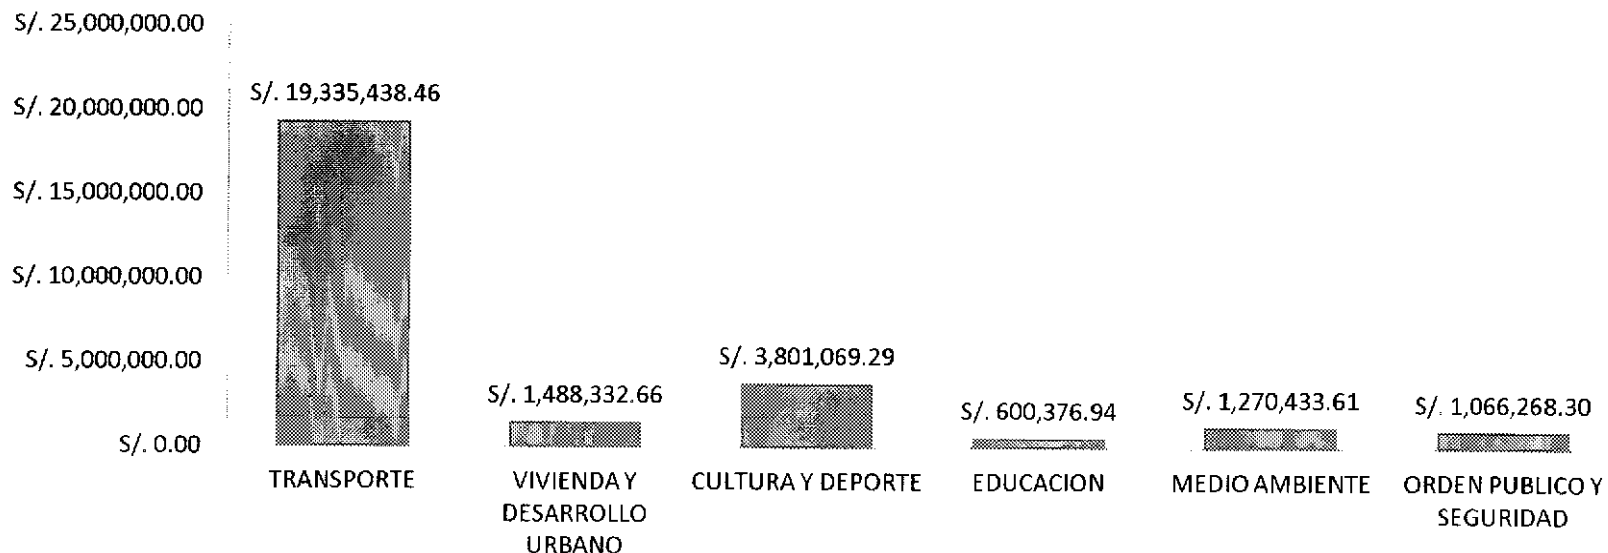 S/. 25,000,000.00
S/. 20,000,000.00
S/. 15,000,000.00
S/. 10,000,000.00
S/. 5,000,000.00
S/. 0.00
S/. 19,335,438.46
S/. 1,488,332.66
S/. 3,801,069.29
S/. 600,376.94
S/. 1,270,433.61
S/. 1,066,268.30
TRANSPORTE
VIVIENDA Y
DESARROLLO
URBANO
CULTURA Y DEPORTE
EDUCACION
MEDIO AMBIENTE
ORDEN PUBLICO Y
SEGURIDAD